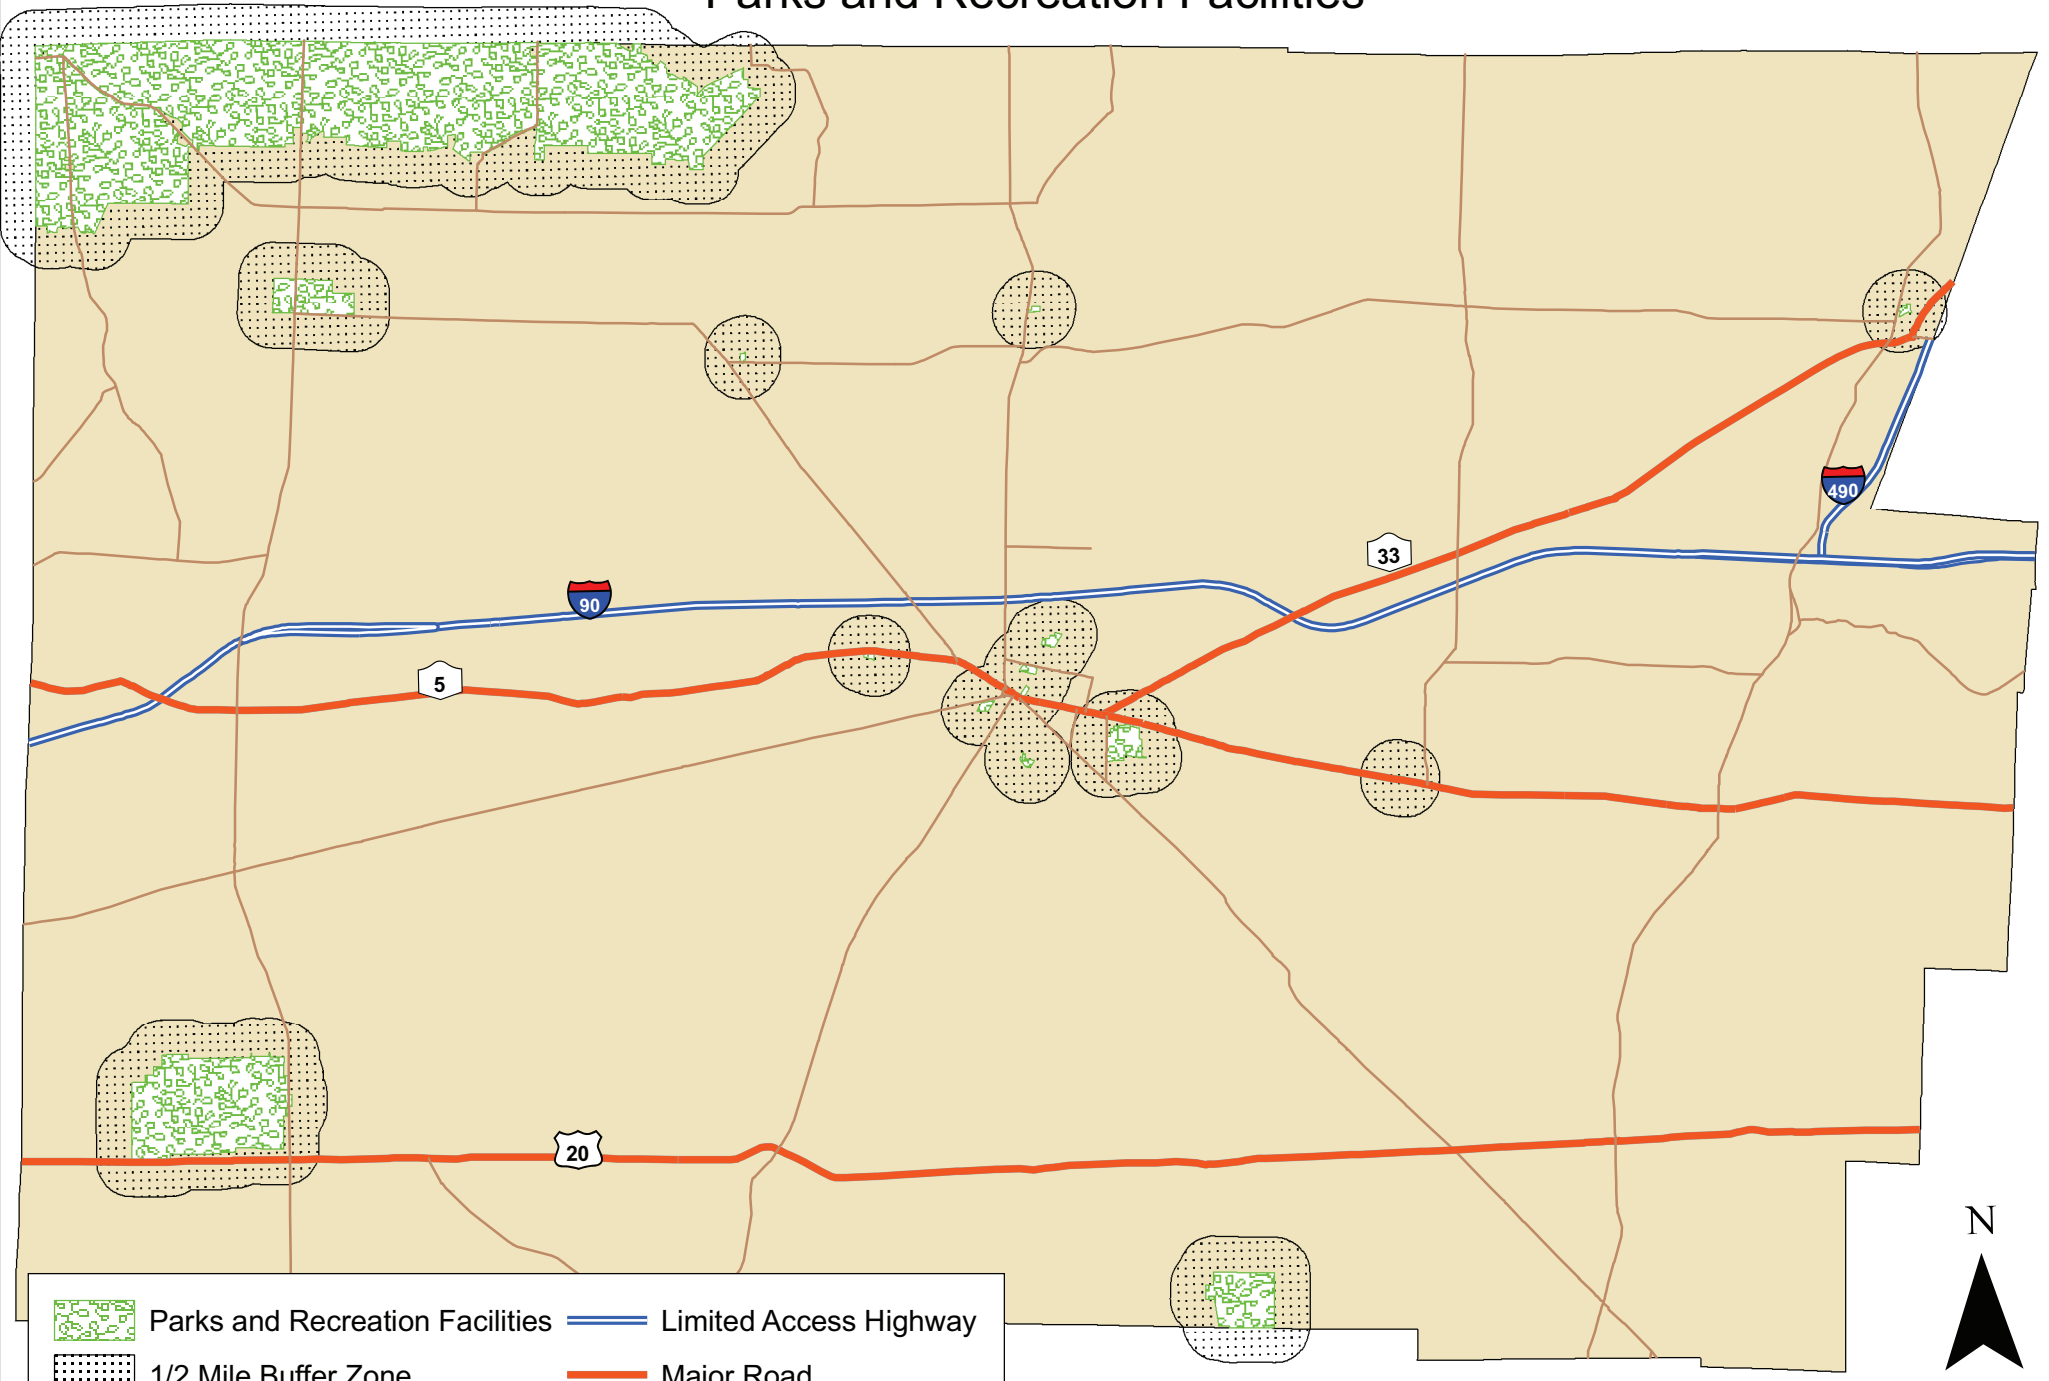 Parks and Recreation Facilities
490
33
90
5
20
N
Parks and Recreation Facilities
Limited Access Highway
1/2 Mile Buffer Zone
Major Road